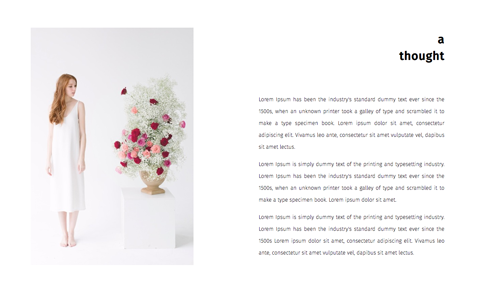 a
thought
Lorem Ipsum has been the industry's standard dummy text ever since the
1500s, when an unknown printer took a galley of type and scrambled it to
make a type specimen book. Lorem ipsum dolor sit amet, consectetur
adipiscing elit. Vivamus leo ante, consectetur sit amet vulputate vel, dapibus
sit amet lectus.
Lorem Ipsum is simply dummy text of the printing and typesetting industry.
Lorem Ipsum has been the industry's standard dummy text ever since the
1500s, when an unknown printer took a galley of type and scrambled it to
make a type specimen book. Lorem ipsum dolor sit amet.
Lorem Ipsum is simply dummy text of the printing and typesetting industry.
Lorem Ipsum has been the industry's standard dummy text ever since the
1500s Lorem ipsum dolor sit amet, consectetur adipiscing elit. Vivamus leo
ante, consectetur sit amet vulputate vel, dapibus sit amet lectus.